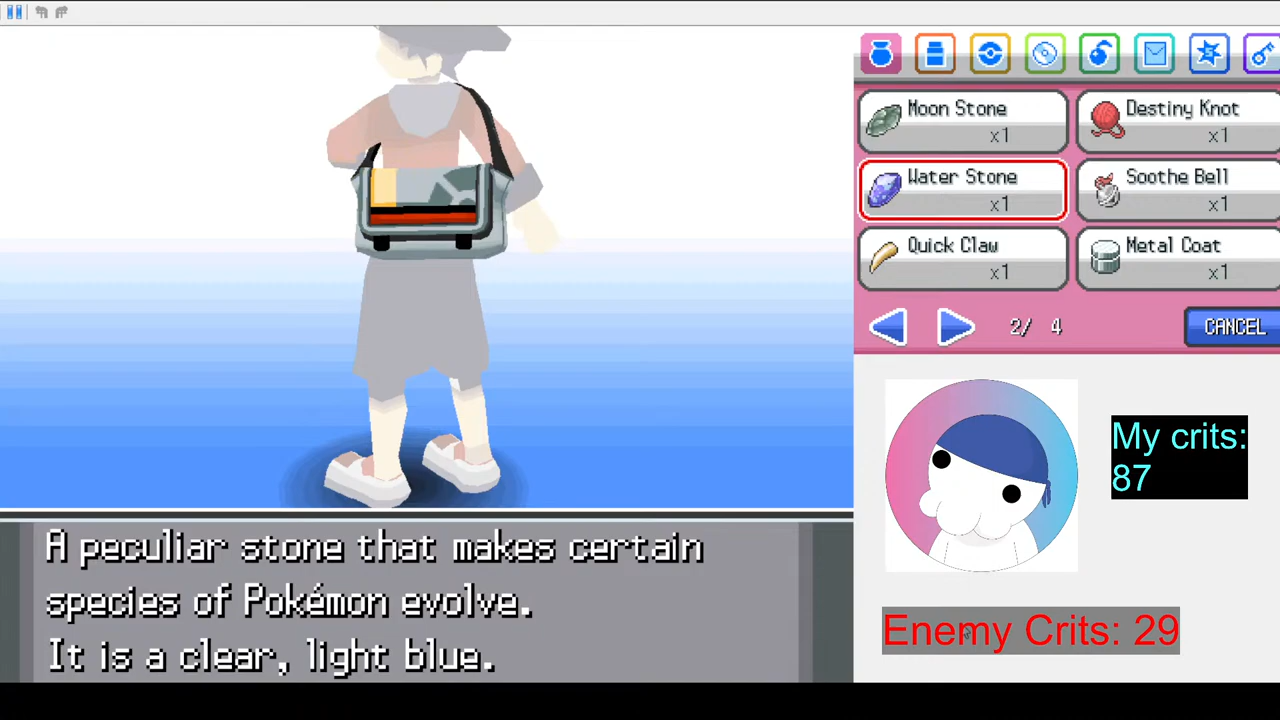 Moon Stone
x1
Destiny Knot
x1
Water Stone
x1
Soothe Bell
x1
Quick Claw
x1
Metal Coat
x1
2/ 4
CANCEL
My crits:
87
Enemy Crits: 29
A peculiar stone that makes certain
species of Pokémon evolve.
It is a clear, light blue.